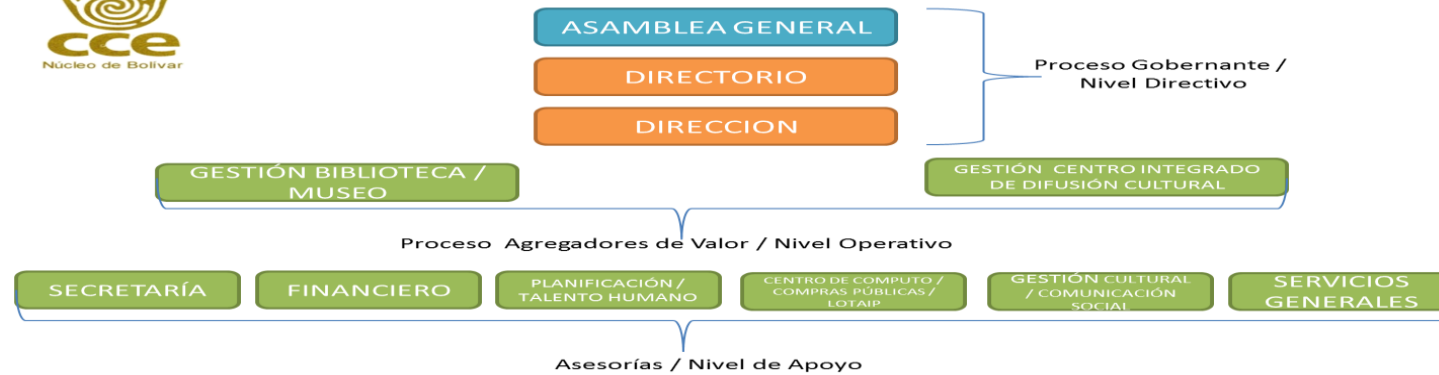 cce
Núcleo de Bolívar
ASAMBLEA GENERAL
DIRECTORIO
DIRECCION
Proceso Gobernante /
Nivel Directivo
GESTIÓN BIBLIOTECA /
MUSEO
GESTIÓN CENTRO INTEGRADO
DE DIFUSIÓN CULTURAL
Proceso Agregadores de Valor / Nivel Operativo
SECRETARÍA
FINANCIERO
PLANIFICACIÓN /
TALENTO HUMANO
CENTRO DE COMPUTO /
COMPRAS PÚBLICAS /
LOTAIP
GESTIÓN CULTURAL
/ COMUNICACIÓN
SOCIAL
SERVICIOS
GENERALES
Asesorías / Nivel de Apoyo